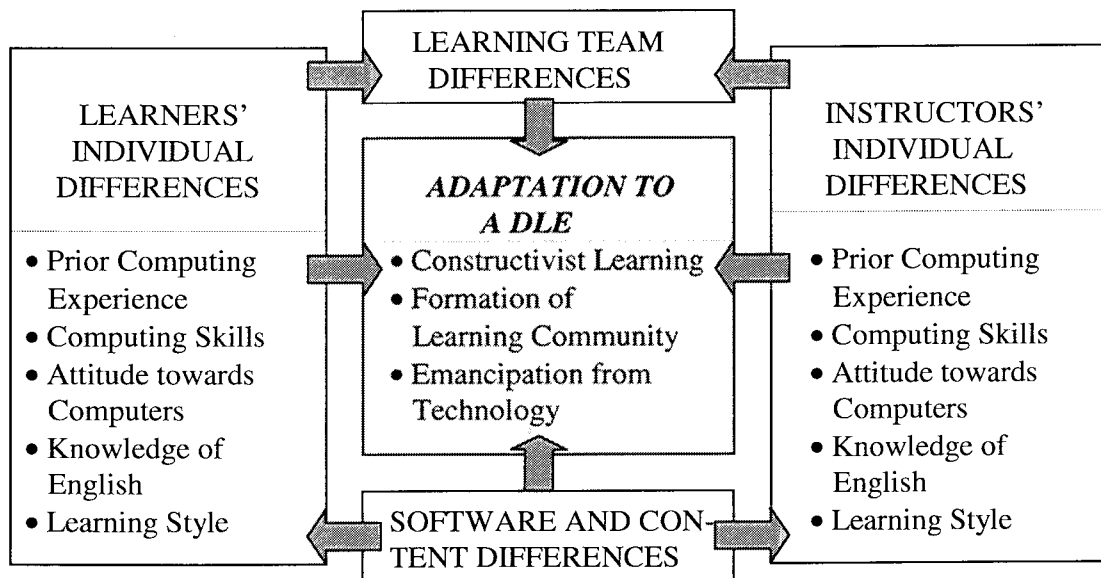 LEARNING TEAM
DIFFERENCES
LEARNERS'
INDIVIDUAL
DIFFERENCES
• Prior Computing
Experience
• Computing Skills
• Attitude towards
Computers
• Knowledge of
English
• Learning Style
ADAPTATION TO
A DLE
• Constructivist Learning
• Formation of
Learning Community
• Emancipation from
Technology
INSTRUCTORS'
INDIVIDUAL
DIFFERENCES
• Prior Computing
Experience
• Computing Skills
• Attitude towards
Computers
• Knowledge of
English
• Learning Style
SOFTWARE AND CON-
TENT DIFFERENCES